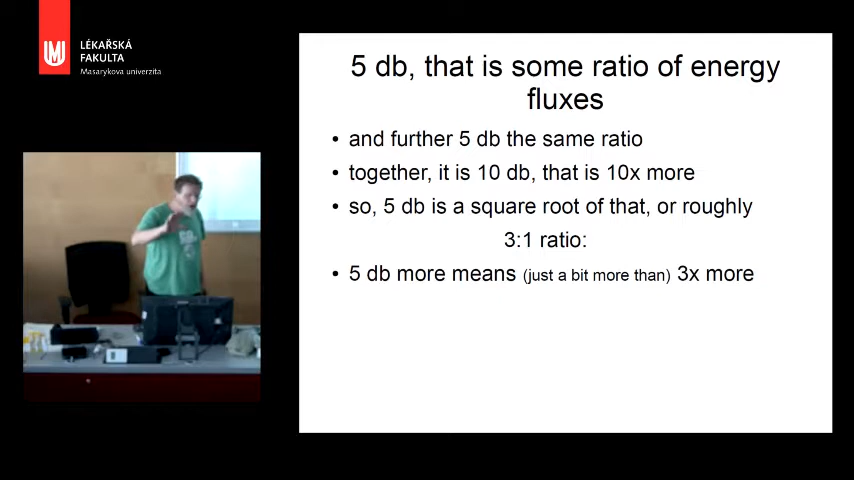 LÉKAŘSKÁ
FAKULTA
Masarykova univerzita
5 db, that is some ratio of energy
fluxes
• and further 5 db the same ratio
• together, it is 10 db, that is 10x more
• so, 5 db is a square root of that, or roughly
3:1 ratio:
• 5 db more means (just a bit more than) 3x more